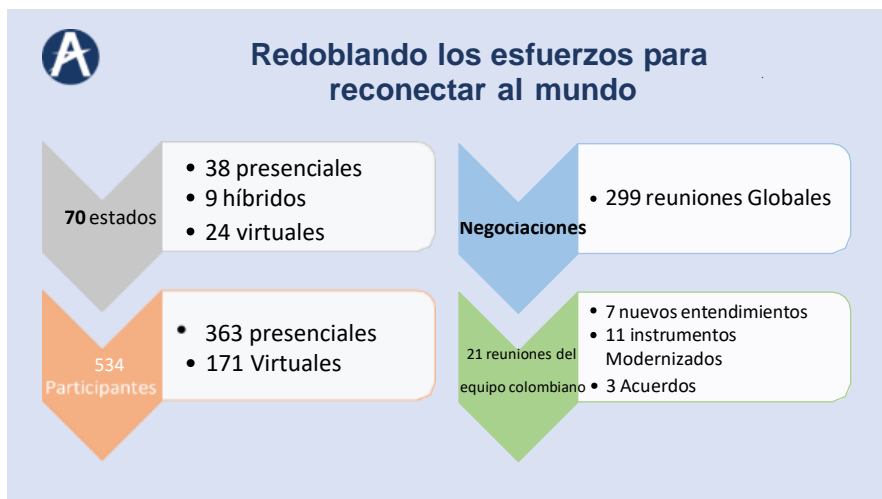 Redoblando los esfuerzos para
reconectar al mundo
70 estados
• 38 presenciales
• 9 híbridos
• 24 virtuales
Negociaciones
• 299 reuniones Globales
534
Participantes
• 363 presenciales
• 171 Virtuales
21 reuniones del
equipo colombiano
• 7 nuevos entendimientos
• 11 instrumentos
Modernizados
• 3 Acuerdos